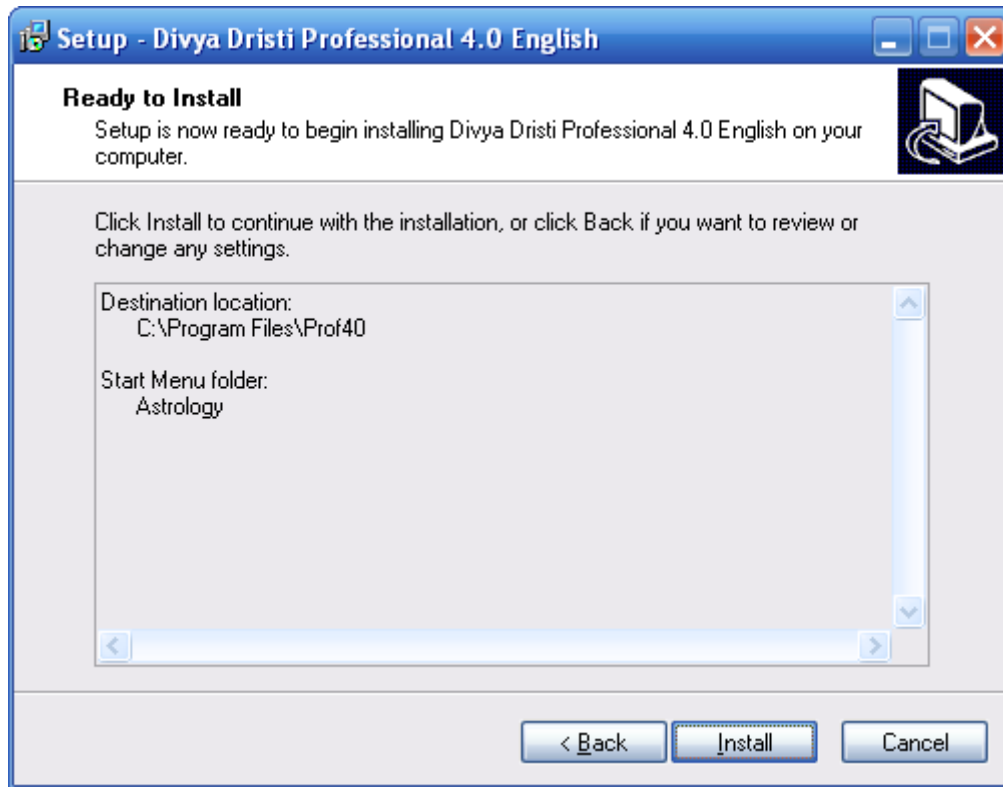 Setup - Divya Dristi Professional 4.0 English
Ready to Install
Setup is now ready to begin installing Divya Dristi Professional 4.0 English on your
computer.
Click Install to continue with the installation, or click Back if you want to review or
change any settings.
Destination location:
C:\Program Files\Prof40
Start Menu folder:
Astrology
< Back
Install
Cancel